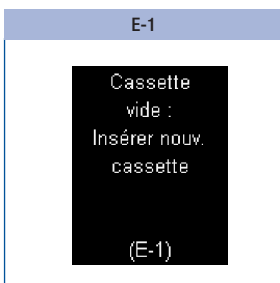 E-1
Cassette
vide :
Insérer nouv.
cassette
(E-1)